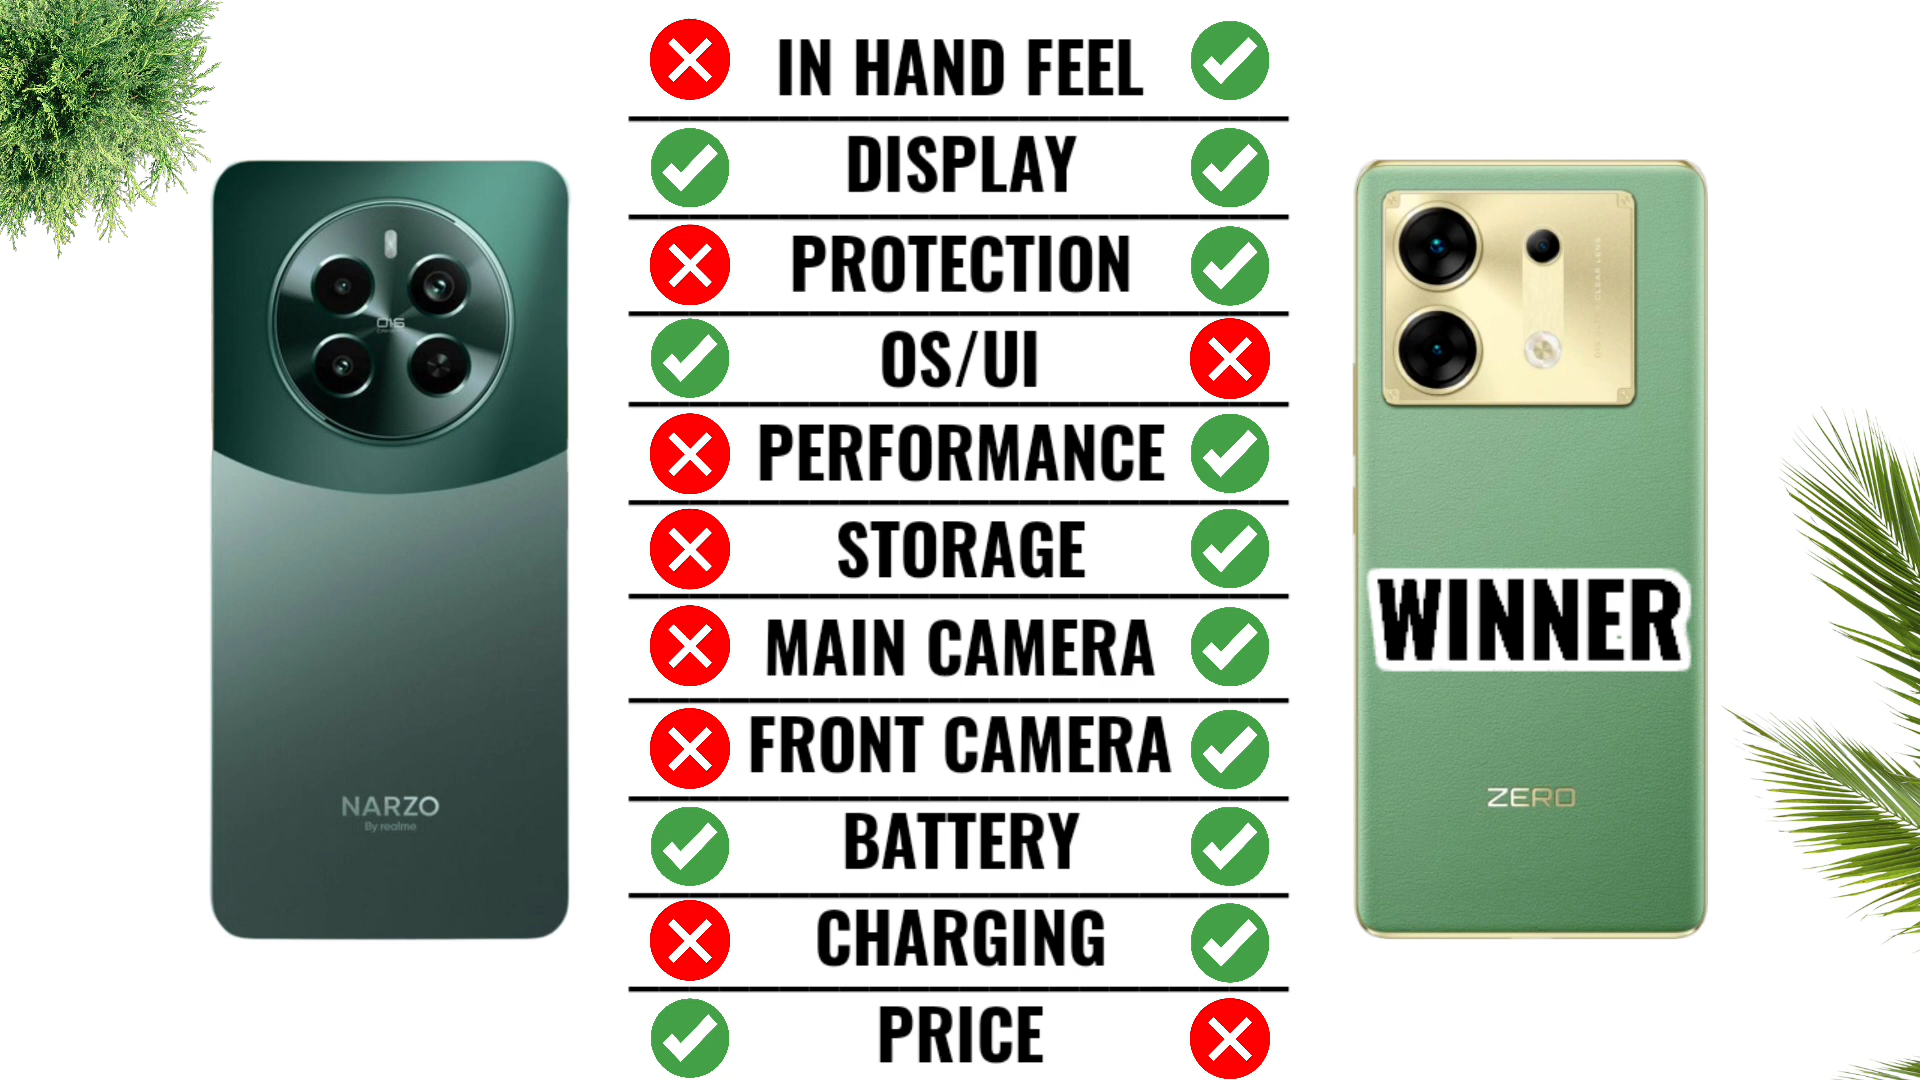 IN HAND FEEL
DISPLAY
PROTECTION
OS/UI
PERFORMANCE
STORAGE
MAIN CAMERA
FRONT CAMERA
BATTERY
CHARGING
PRICE
OIS
NARZO
By realme
WINNER
ZERO